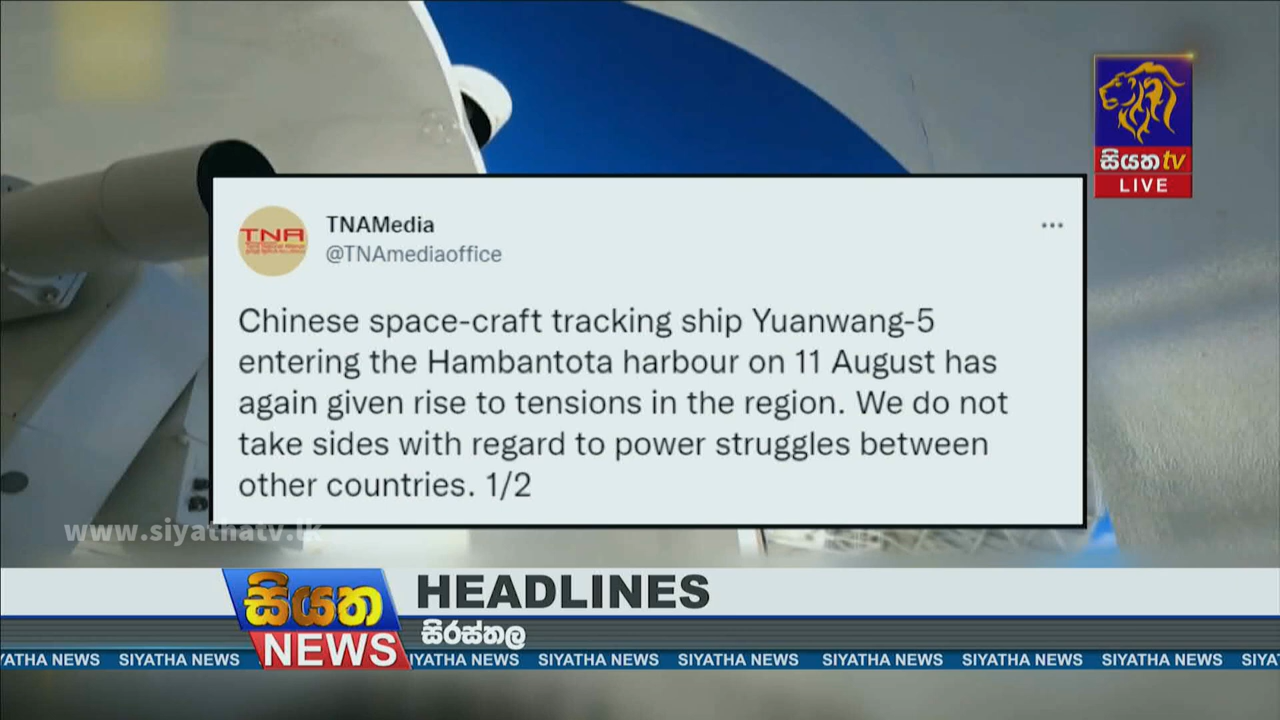 සියත tv
LIVE
TNA
TNAMedia
@TNAmediaoffice
Chinese space-craft tracking ship Yuanwang-5
entering the Hambantota harbour on 11 August has
again given rise to tensions in the region. We do not
take sides with regard to power struggles between
other countries. 1/2
www.siyathatv.lk
සියත
NEWS
HEADLINES
සිරස්තල
YATHA NEWS SIYATHA NEWS IYATHA NEWS SIYATHA NEWS SIYATHA NEWS SIYATHA NEWS SIYATHA NEWS SIYATHA NEWS SIYA